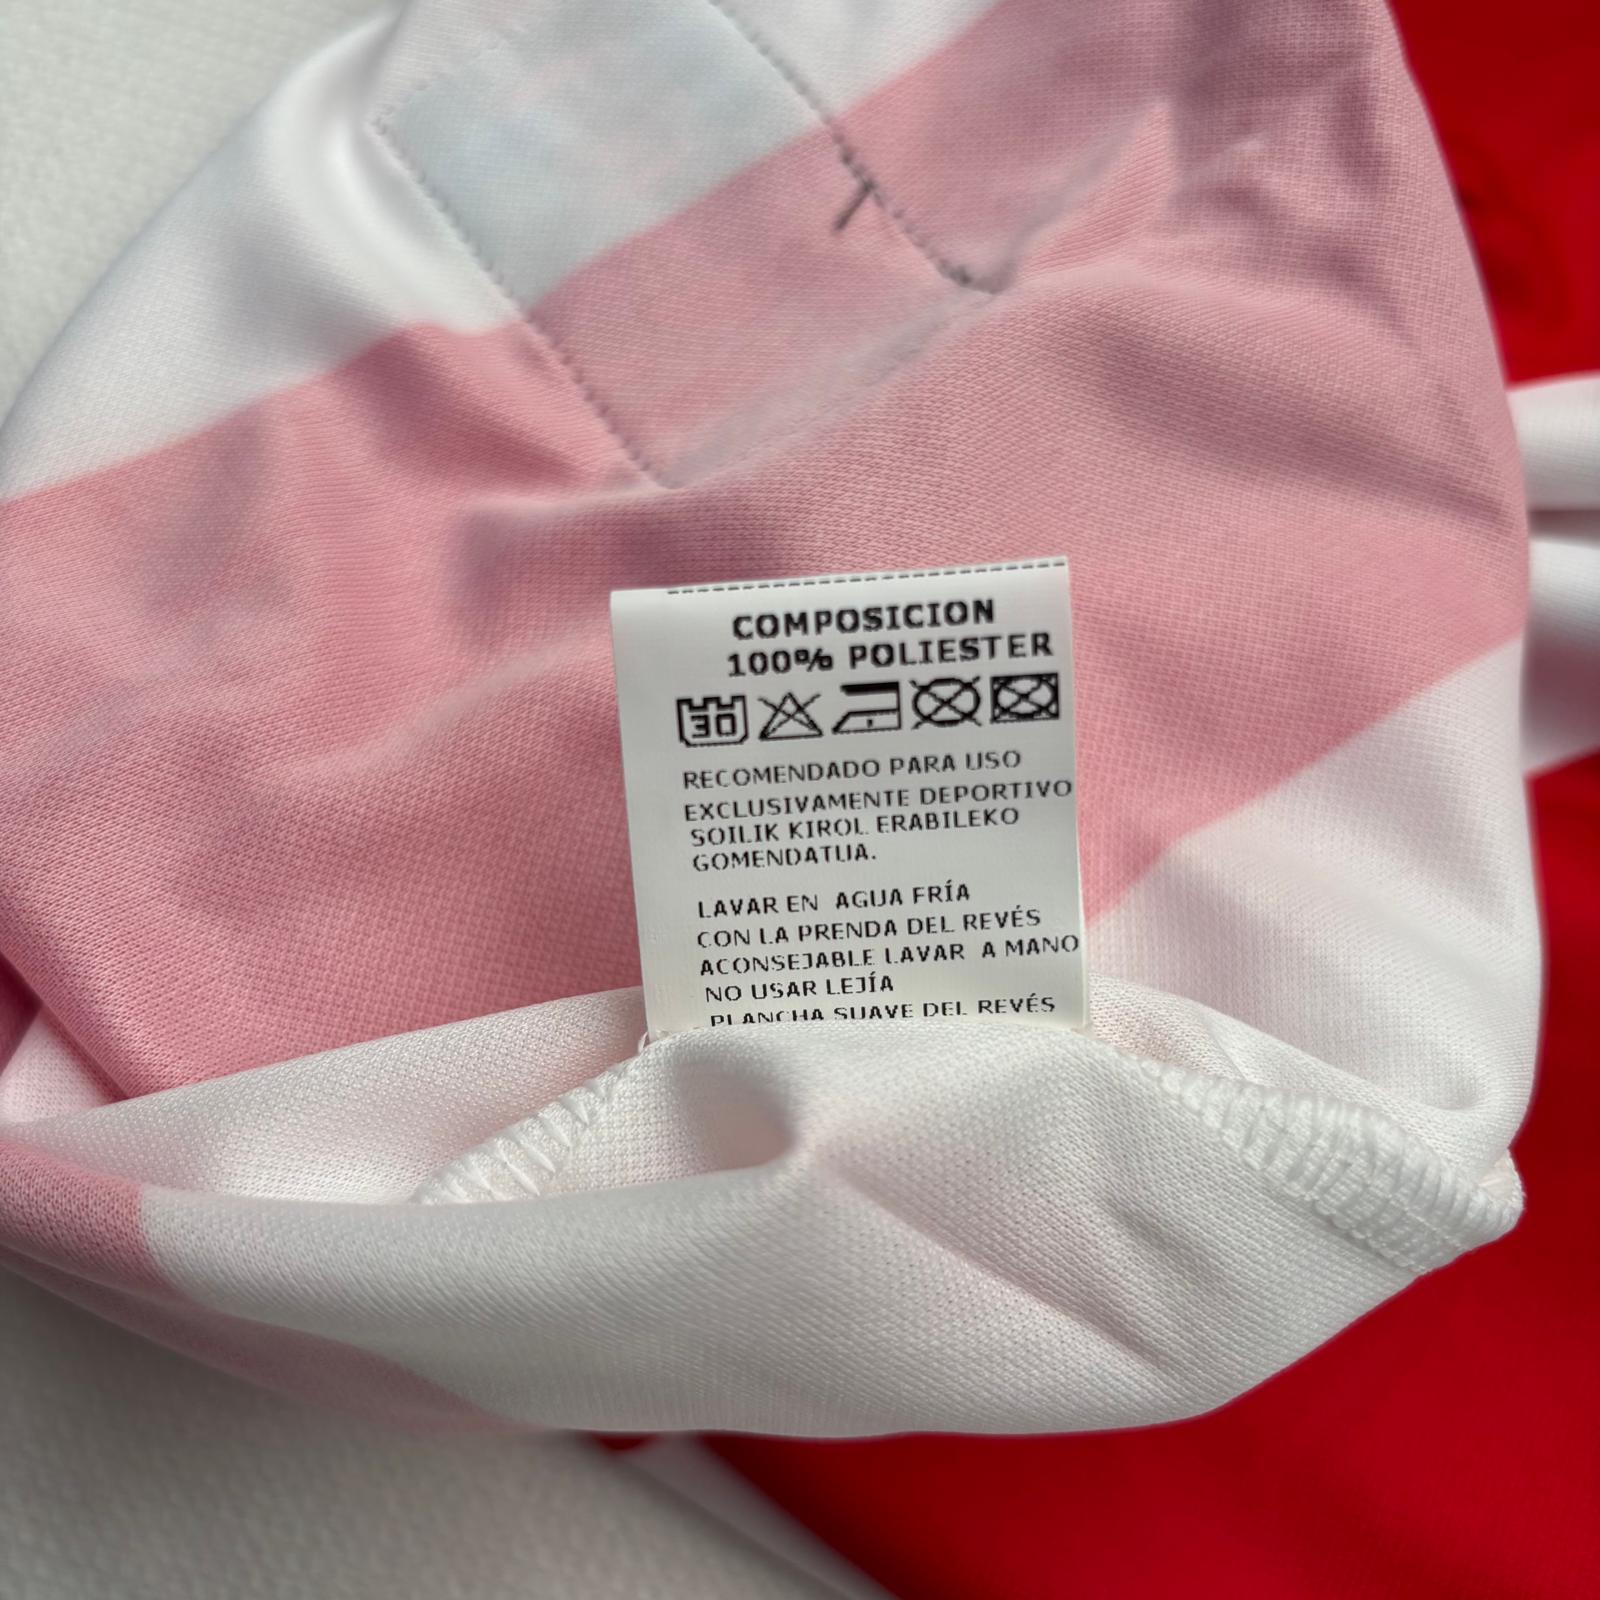 COMPOSICION
100% POLIESTER
30
RECOMENDADO PARA USO
EXCLUSIVAMENTE DEPORTIVO
SOILIK KIROL ERABILEKO
GOMENDATUA.
LAVAR EN AGUA FRÍA
CON LA PRENDA DEL REVÉS
ACONSEJABLE LAVAR A MANO
NO USAR LEJÍA
PLANCHA SUAVE DEL REVÉS